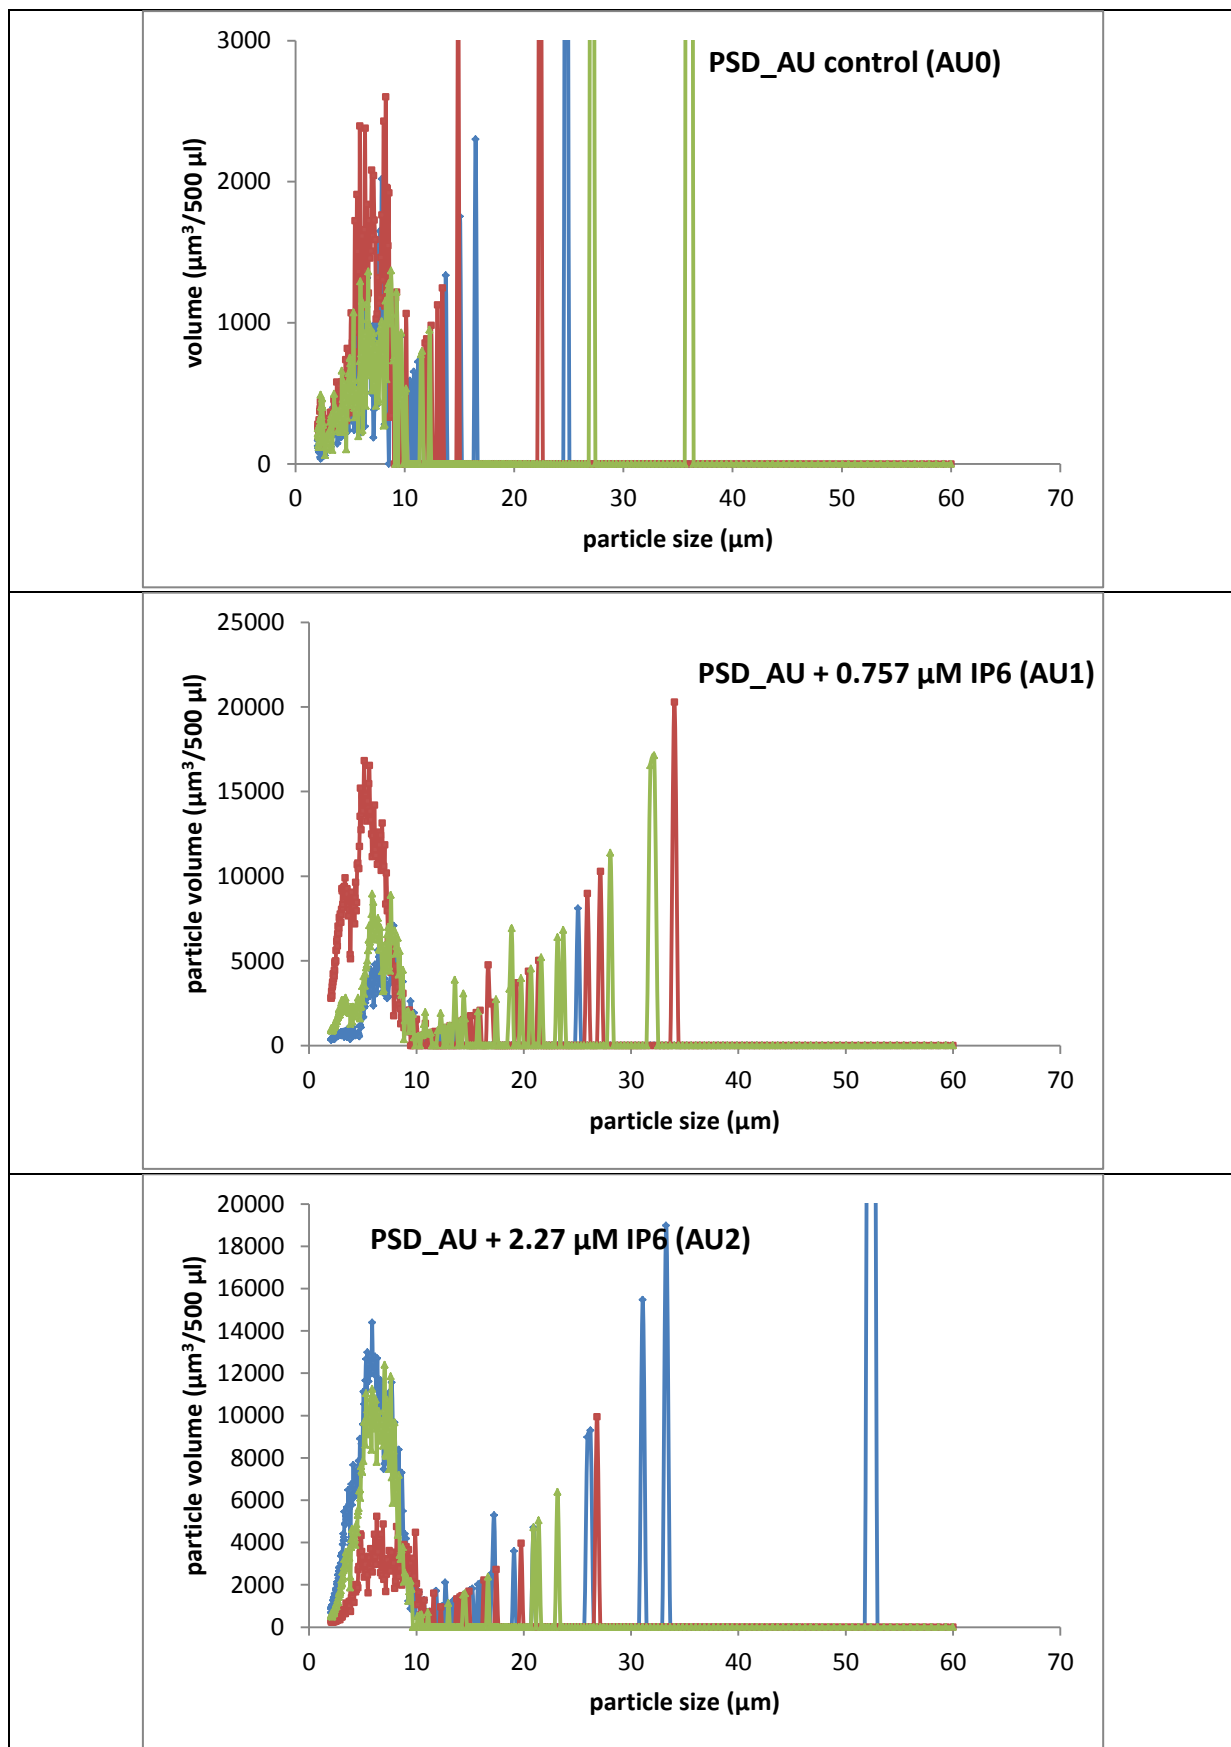 PSD_AU control (AU0)
volume (µm³/500 µl)
3000
2000
1000
0
0 10 20 30 40 50 60 70
particle size (µm)
PSD_AU + 0.757 µM IP6 (AU1)
particle volume (µm³/500 µl)
25000
20000
15000
10000
5000
0
0 10 20 30 40 50 60 70
particle size (µm)
PSD_AU + 2.27 µM IP6 (AU2)
particle volume (µm³/500 µl)
20000
18000
16000
14000
12000
10000
8000
6000
4000
2000
0
0 10 20 30 40 50 60 70
particle size (µm)